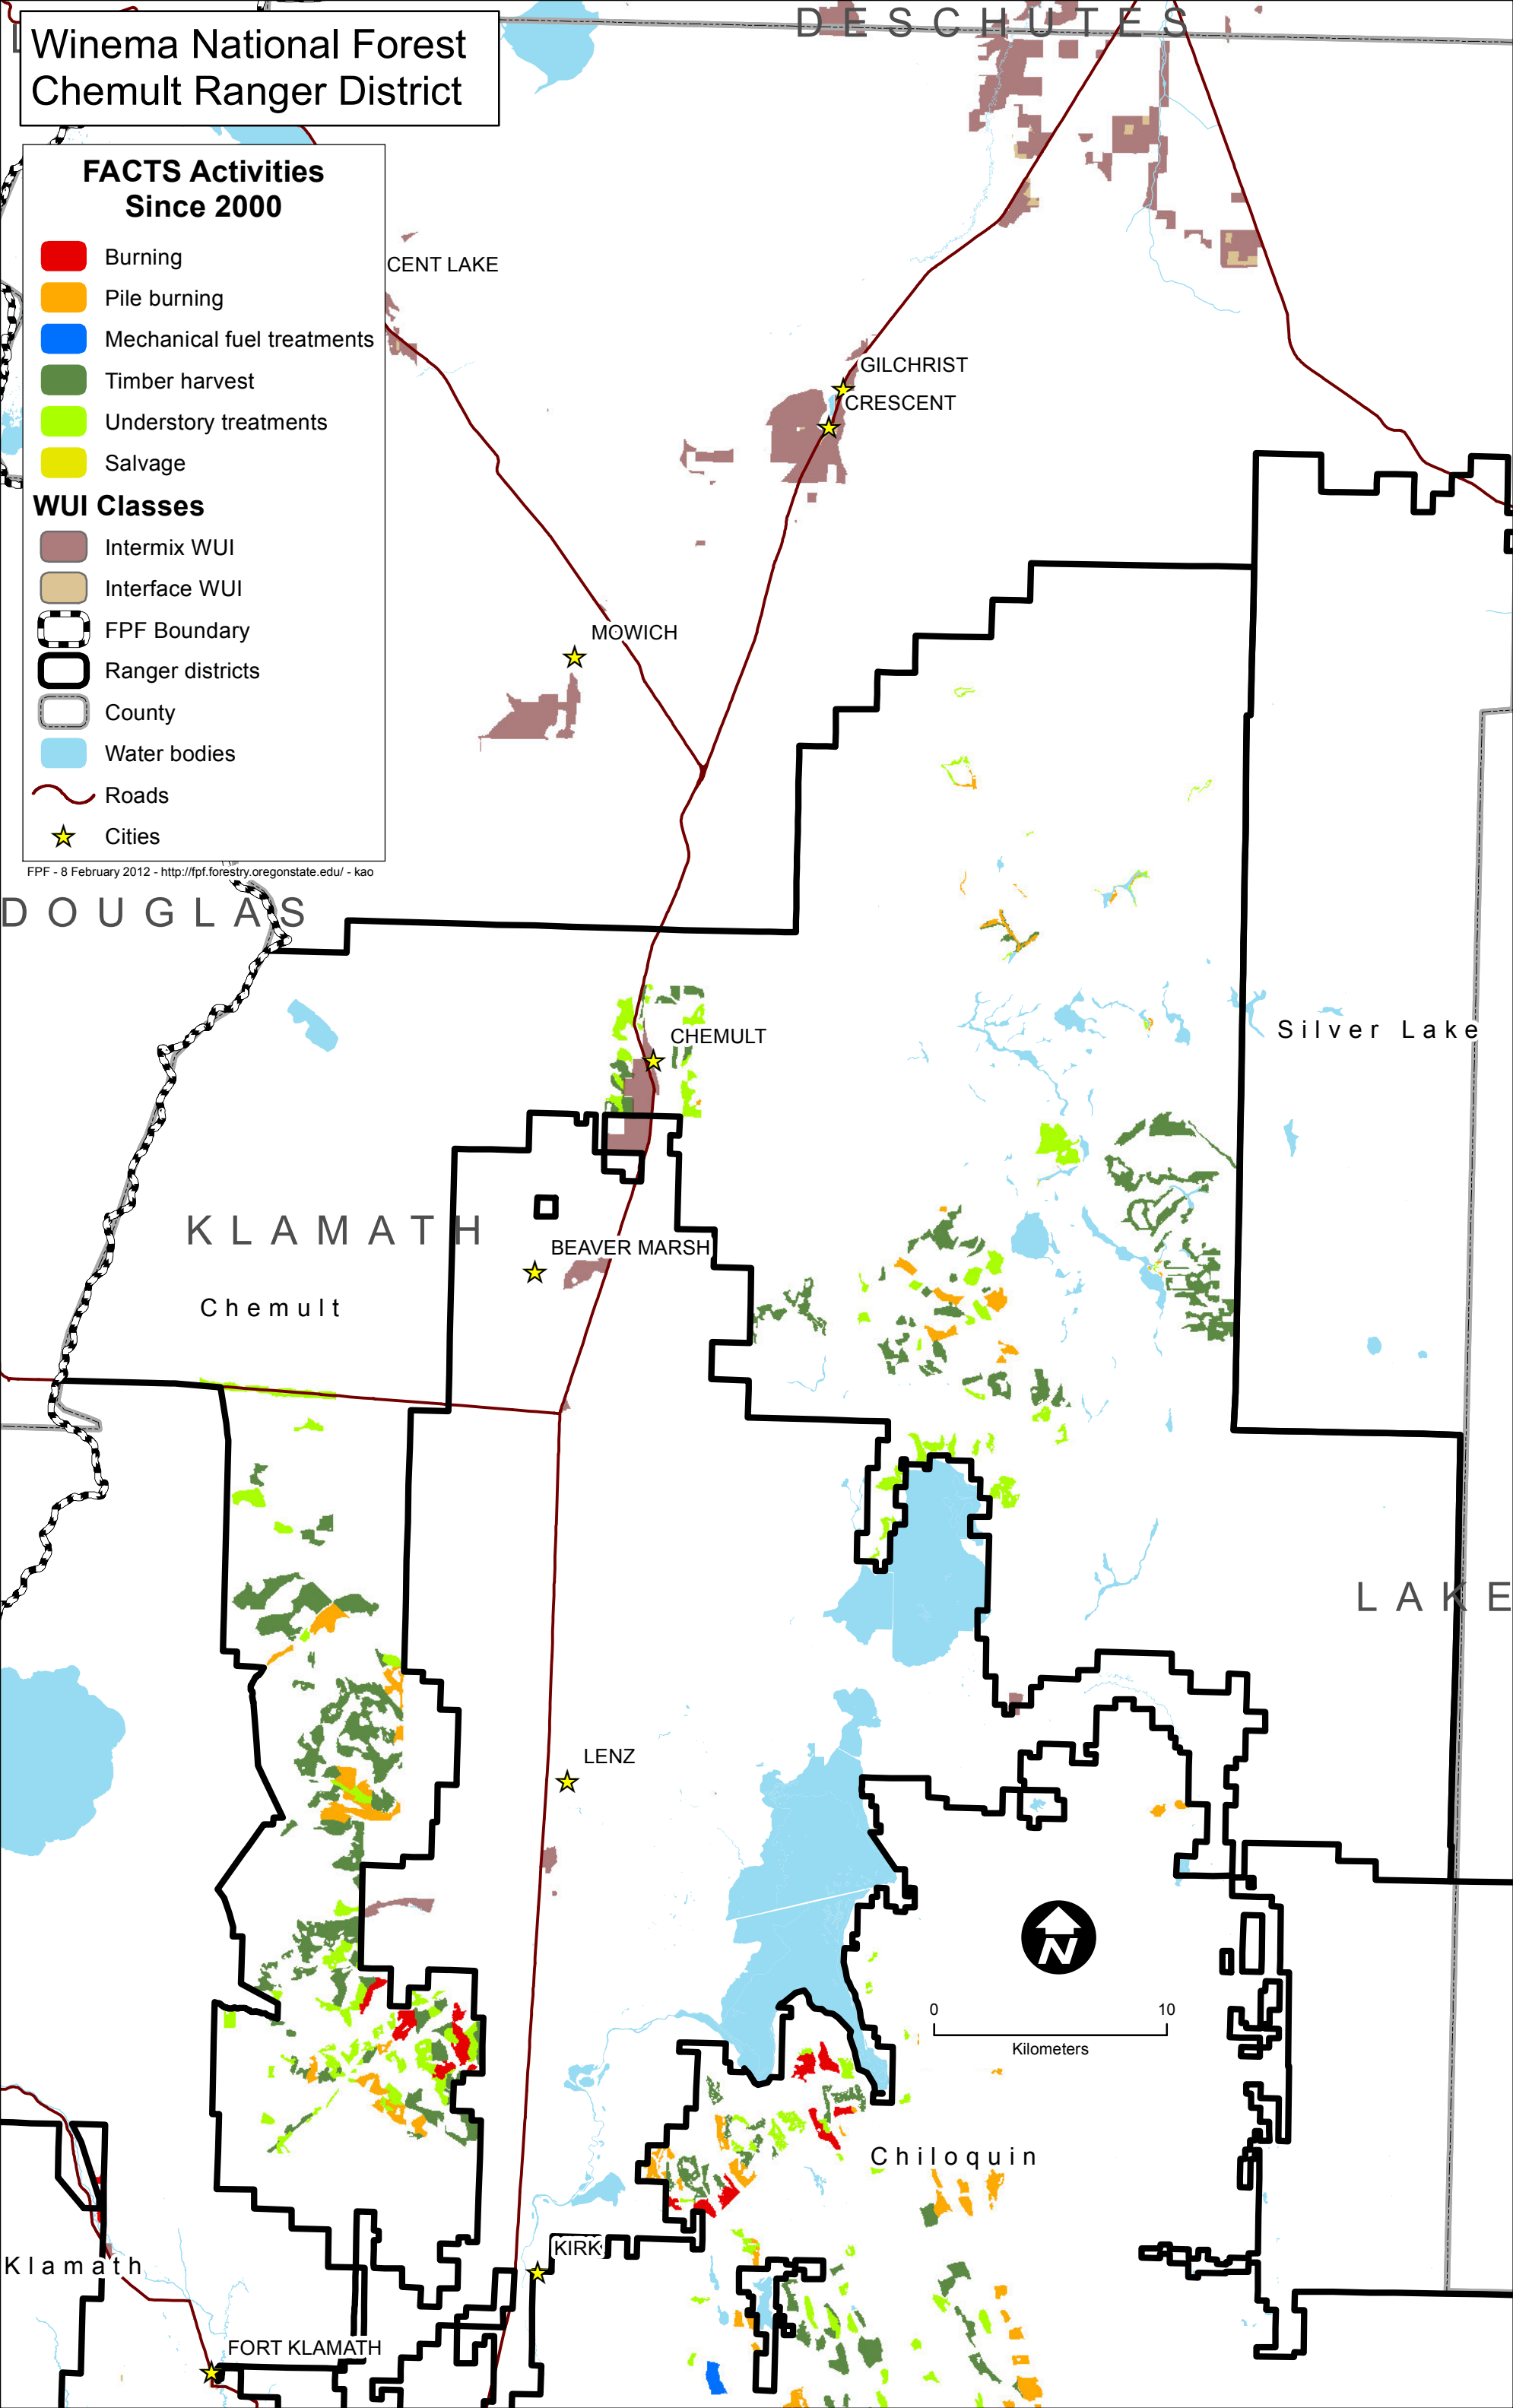 Winema National Forest
Chemult Ranger District
DESCHUTES
FACTS Activities
Since 2000
Burning
Pile burning
Mechanical fuel treatments
Timber harvest
Understory treatments
Salvage
WUI Classes
Intermix WUI
Interface WUI
FPF Boundary
Ranger districts
County
Water bodies
Roads
Cities
FPF - 8 February 2012 - http://fpf.forestry.oregonstate.edu/ - kao
CENT LAKE
GILCHRIST
CRESCENT
MOWICH
DOUGLAS
CHEMULT
Silver Lake
KLAMATH
BEAVER MARSH
Chemult
LAKE
LENZ
N
0 10
Kilometers
Chiloquin
KIRK
Klamath
FORT KLAMATH